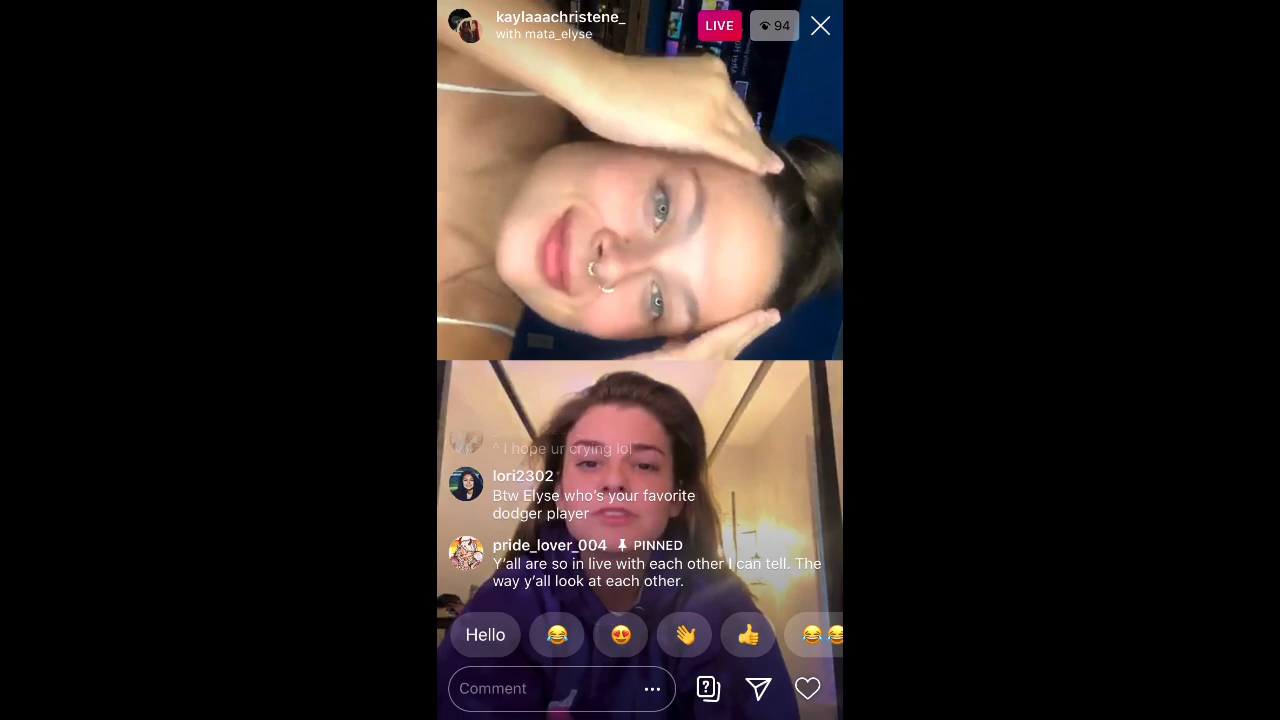 kaylaaachristene_
with mata_elyse
LIVE
94
^ I hope ur crying lol
lori2302
Btw Elyse who's your favorite
dodger player
pride_lover_004 PINNED
Y'all are so in live with each other I can tell. The
way y'all look at each other.
Hello
Comment